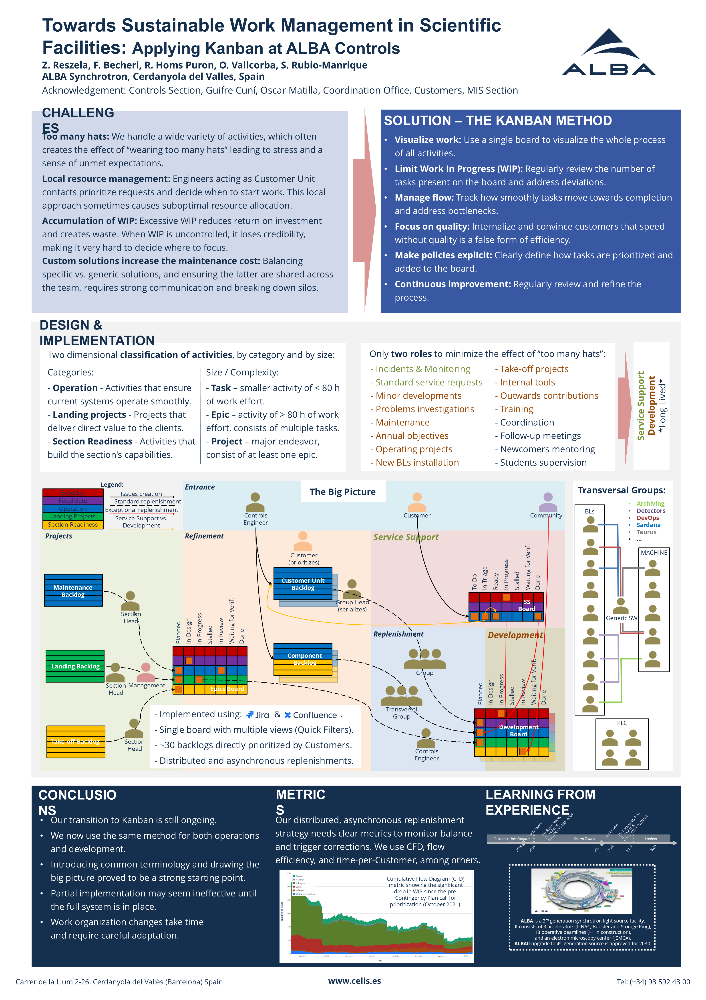 Towards Sustainable Work Management in Scientific
Facilities: Applying Kanban at ALBA Controls
Z. Reszela, F. Becheri, R. Homs Puron, O. Vallcorba, S. Rubio-Manrique
ALBA Synchrotron, Cerdanyola del Valles, Spain
Acknowledgement: Controls Section, Guifre Cuní, Oscar Matilla, Coordination Office, Customers, MIS Section
ALBA
CHALLENG
ES
Too many hats: We handle a wide variety of activities, which often
creates the effect of “wearing too many hats” leading to stress and a
sense of unmet expectations.
Local resource management: Engineers acting as Customer Unit
contacts prioritize requests and decide when to start work. This local
approach sometimes causes suboptimal resource allocation.
Accumulation of WIP: Excessive WIP reduces return on investment
and creates waste. When WIP is uncontrolled, it loses credibility,
making it very hard to decide where to focus.
Custom solutions increase the maintenance cost: Balancing
specific vs. generic solutions, and ensuring the latter are shared across
the team, requires strong communication and breaking down silos.
SOLUTION – THE KANBAN METHOD
• Visualize work: Use a single board to visualize the whole process
of all activities.
• Limit Work In Progress (WIP): Regularly review the number of
tasks present on the board and address deviations.
• Manage flow: Track how smoothly tasks move towards completion
and address bottlenecks.
• Focus on quality: Internalize and convince customers that speed
without quality is a false form of efficiency.
• Make policies explicit: Clearly define how tasks are prioritized and
added to the board.
• Continuous improvement: Regularly review and refine the
process.
DESIGN &
IMPLEMENTATION
Two dimensional classification of activities, by category and by size:
Categories:
- Operation - Activities that ensure
current systems operate smoothly.
- Landing projects - Projects that
deliver direct value to the clients.
- Section Readiness - Activities that
build the section's capabilities.
Size / Complexity:
- Task – smaller activity of < 80 h
of work effort.
- Epic – activity of > 80 h of work
effort, consists of multiple tasks.
- Project – major endeavor,
consist of at least one epic.
Only two roles to minimize the effect of “too many hats”:
- Incidents & Monitoring
- Standard service requests
- Minor developments
- Problems investigations
- Maintenance
- Annual objectives
- Operating projects
- New BLs installation
- Take-off projects
- Internal tools
- Outwards contributions
- Training
- Coordination
- Follow-up meetings
- Newcomers mentoring
- Students supervision
Service Support
Development
*Long Lived*
Legend:
Expedite
Fixed date
Operation
Landing Projects
Section Readiness
Issues creation
Standard replenishment
Exceptional replenishment
Service Support vs.
Development
Entrance
The Big Picture
Controls
Engineer
Customer
Community
Projects
Maintenance
Backlog
Section
Head
Landing Backlog
Section
Head
Management
Take-off Backlog
Section
Head
Refinement
Customer
(prioritizes)
Customer Unit
Backlog
Group Head
(serializes)
Component
Backlog
Planned
In Design
In Progress
Stalled
In Review
Waiting for Verif.
Done
Epics Board
- Implemented using: Jira & Confluence .
- Single board with multiple views (Quick Filters).
- ~30 backlogs directly prioritized by Customers.
- Distributed and asynchronous replenishments.
Service Support
To Do
In Triage
Ready
In Progress
Stalled
Waiting for Verif.
Done
SS
Board
Replenishment
Group
Transversal
Group
Controls
Engineer
Development
Planned
In Design
In Progress
Stalled
In Review
Waiting for Verif.
Done
Development
Board
Transversal Groups:
• Archiving
• Detectors
• DevOps
• Sardana
• Taurus
• ...
BLs
MACHINE
Generic SW
PLC
CONCLUSIO
NS
• Our transition to Kanban is still ongoing.
• We now use the same method for both operations
and development.
• Introducing common terminology and drawing the
big picture proved to be a strong starting point.
• Partial implementation may seem ineffective until
the full system is in place.
• Work organization changes take time
and require careful adaptation.
METRIC
S
Our distributed, asynchronous replenishment
strategy needs clear metrics to monitor balance
and trigger corrections. We use CFD, flow
efficiency, and time-per-Customer, among others.
Planned
In Design
In Progress
Stalled
In Review
Waiting for verification
Cumulative Flow Diagram (CFD)
metric showing the significant
drop in WIP since the pre-
Contingency Plan call for
prioritization (October 2021).
NUMBER OF ISSUES
1200
1000
800
600
400
200
0
Jan 2022
Jul 2022
Jan 2023
Jul 2023
Jan 2024
Jul 2024
Jan 2025
Jul 2025
TIME
LEARNING FROM
EXPERIENCE
1st turnover
The Scrum Teams,
G. Cuni et al.,
ICALEPCS'15 MOD3O04
2nd turnover
The Contingency Plan,
G. Cuni et al.,
ICALEPCS'23 TU2AO03
...Customer Unit Contacts
Scrum Teams
Kanban...
2013
2014
2021
2022
2024
2026
ALBA
ALBA is a 3rd generation synchrotron light source facility.
It consists of 3 accelerators (LINAC, Booster and Storage Ring),
13 operative beamlines (+1 in construction),
and an electron microscopy center (JEMCA).
ALBAII upgrade to 4th generation source is approved for 2030.
Carrer de la Llum 2-26, Cerdanyola del Vallès (Barcelona) Spain
www.cells.es
Tel: (+34) 93 592 43 00